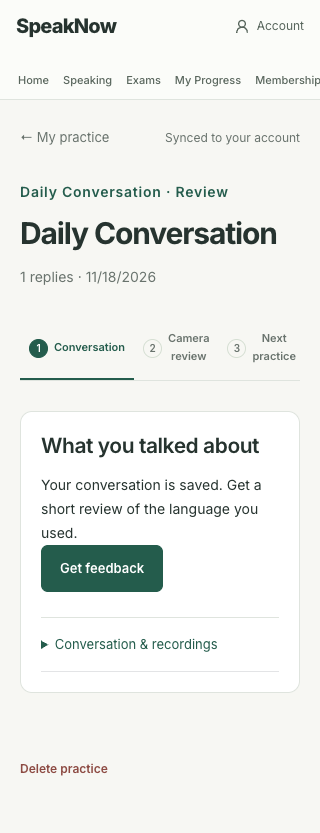 SpeakNow
Account
Home Speaking Exams My Progress Membership
← My practice
Synced to your account
Daily Conversation · Review
Daily Conversation
1 replies · 11/18/2026
1 Conversation
2 Camera review
3 Next practice
What you talked about
Your conversation is saved. Get a
short review of the language you
used.
Get feedback
Conversation & recordings
Delete practice